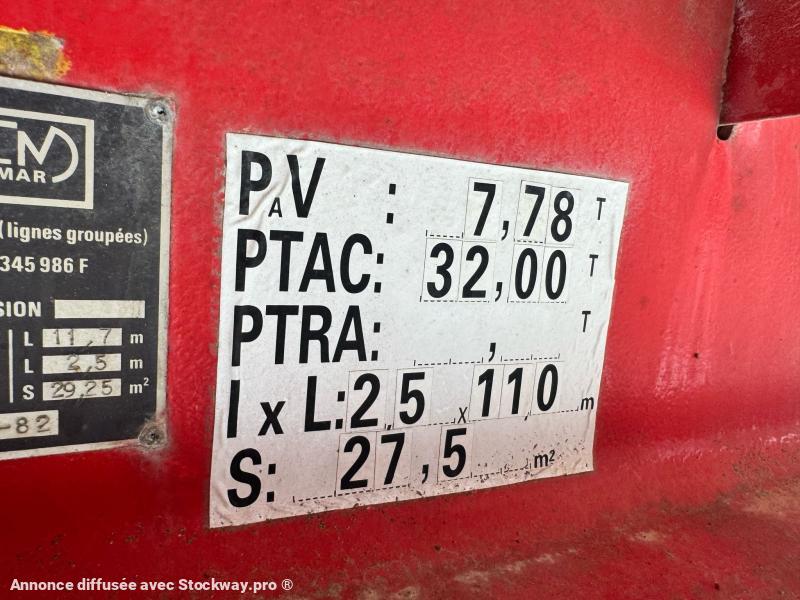 CM
MAR
(lignes groupées)
345 986 F
SION
L 11,7 m
L 2,5 m
S 29,25 m²
-82
PAV : 7,78 T
PTAC: 32,00 T
PTRA: , T
l x L: 2,5 x 11,0 m
S: 27,5 m²
Annonce diffusée avec Stockway.pro ®